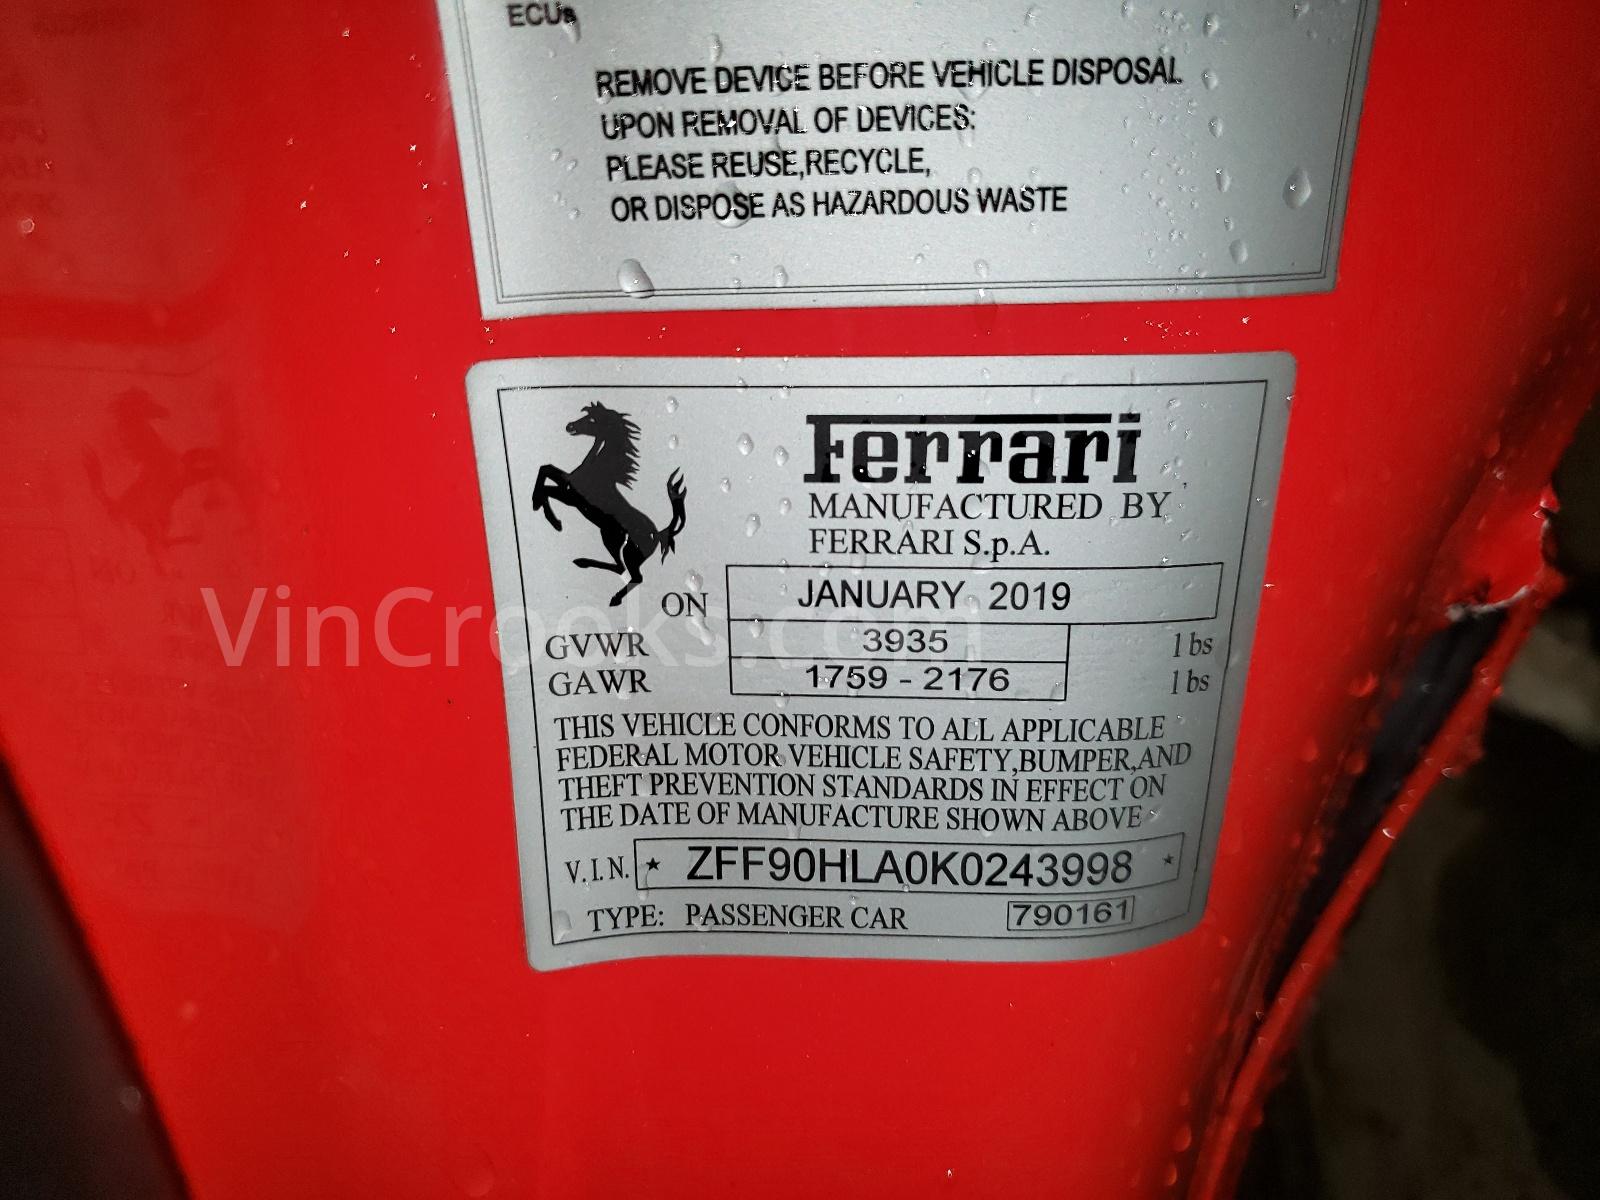 ECUs
REMOVE DEVICE BEFORE VEHICLE DISPOSAL
UPON REMOVAL OF DEVICES:
PLEASE REUSE,RECYCLE,
OR DISPOSE AS HAZARDOUS WASTE
Ferrari
MANUFACTURED BY
FERRARI S.p.A.
ON JANUARY 2019
GVWR 3935 lbs
GAWR 1759 - 2176 lbs
VinCrooks.com
THIS VEHICLE CONFORMS TO ALL APPLICABLE
FEDERAL MOTOR VEHICLE SAFETY,BUMPER,AND
THEFT PREVENTION STANDARDS IN EFFECT ON
THE DATE OF MANUFACTURE SHOWN ABOVE
V.I.N. * ZFF90HLA0K0243998 *
TYPE: PASSENGER CAR 790161